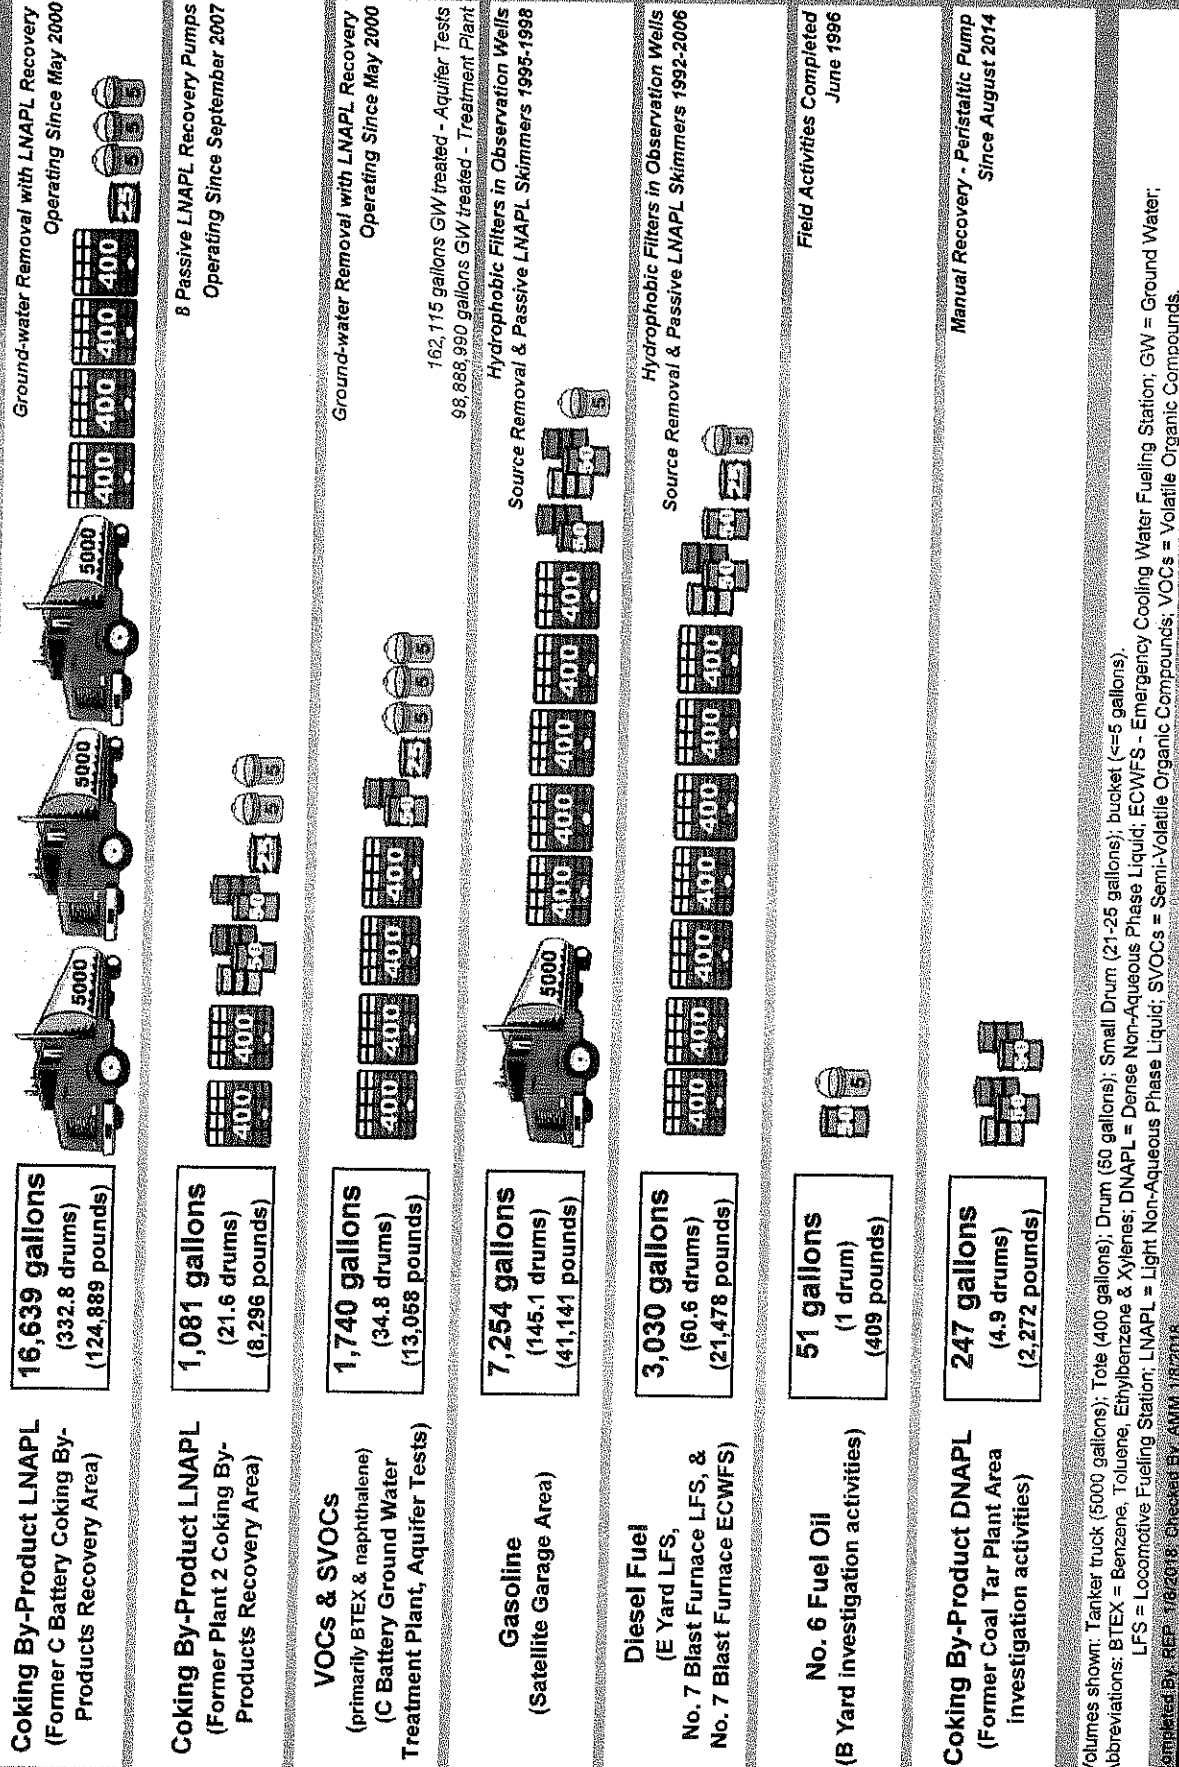 Coking By-Product LNAPL
(Former C Battery Coking By-
Products Recovery Area)
16,639 gallons
(332.8 drums)
(124,889 pounds)
5000
5000
5000
400
400
400
400
25
5
5
5
Ground-water Removal with LNAPL Recovery
Operating Since May 2000
Coking By-Product LNAPL
(Former Plant 2 Coking By-
Products Recovery Area)
1,081 gallons
(21.6 drums)
(8,296 pounds)
400
400
50
50
25
5
5
8 Passive LNAPL Recovery Pumps
Operating Since September 2007
VOCs & SVOCs
(primarily BTEX & naphthalene)
(C Battery Ground Water
Treatment Plant, Aquifer Tests)
1,740 gallons
(34.8 drums)
(13,058 pounds)
400
400
400
400
50
25
5
5
5
Ground-water Removal with LNAPL Recovery
Operating Since May 2000
162,115 gallons GW treated - Aquifer Tests
98,888,990 gallons GW treated - Treatment Plant
Gasoline
(Satellite Garage Area)
7,254 gallons
(145.1 drums)
(41,141 pounds)
5000
400
400
400
400
400
50
50
5
Hydrophobic Filters in Observation Wells
Source Removal & Passive LNAPL Skimmers 1995-1998
Diesel Fuel
(E Yard LFS,
No. 7 Blast Furnace LFS, &
No. 7 Blast Furnace ECWFS)
3,030 gallons
(60.6 drums)
(21,478 pounds)
400
400
400
400
400
400
400
50
50
25
5
Hydrophobic Filters in Observation Wells
Source Removal & Passive LNAPL Skimmers 1992-2006
No. 6 Fuel Oil
(B Yard investigation activities)
51 gallons
(1 drum)
(409 pounds)
50
5
Field Activities Completed
June 1996
Coking By-Product DNAPL
(Former Coal Tar Plant Area
investigation activities)
247 gallons
(4.9 drums)
(2,272 pounds)
50
50
Manual Recovery - Peristaltic Pump
Since August 2014
Volumes shown: Tanker truck (5000 gallons); Tote (400 gallons); Drum (50 gallons); Small Drum (21-25 gallons); bucket (<=5 gallons).
Abbreviations: BTEX = Benzene, Toluene, Ethylbenzene & Xylenes; DNAPL = Dense Non-Aqueous Phase Liquid; ECWFS - Emergency Cooling Water Fueling Station; GW = Ground Water;
LFS = Locomotive Fueling Station; LNAPL = Light Non-Aqueous Phase Liquid; SVOCs = Semi-Volatile Organic Compounds; VOCs = Volatile Organic Compounds.
Completed By: REP 1/8/2018 Checked By: AMM 1/8/2018